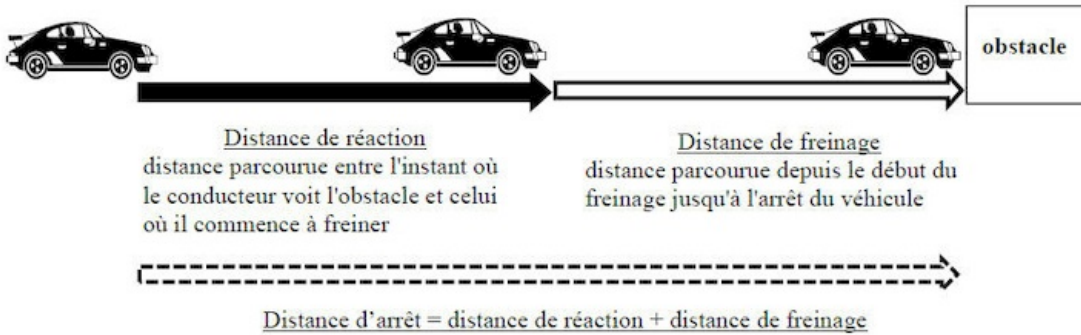 obstacle
Distance de réaction
distance parcourue entre l'instant où
le conducteur voit l'obstacle et celui
où il commence à freiner
Distance de freinage
distance parcourue depuis le début du
freinage jusqu'à l'arrêt du véhicule
Distance d'arrêt = distance de réaction + distance de freinage